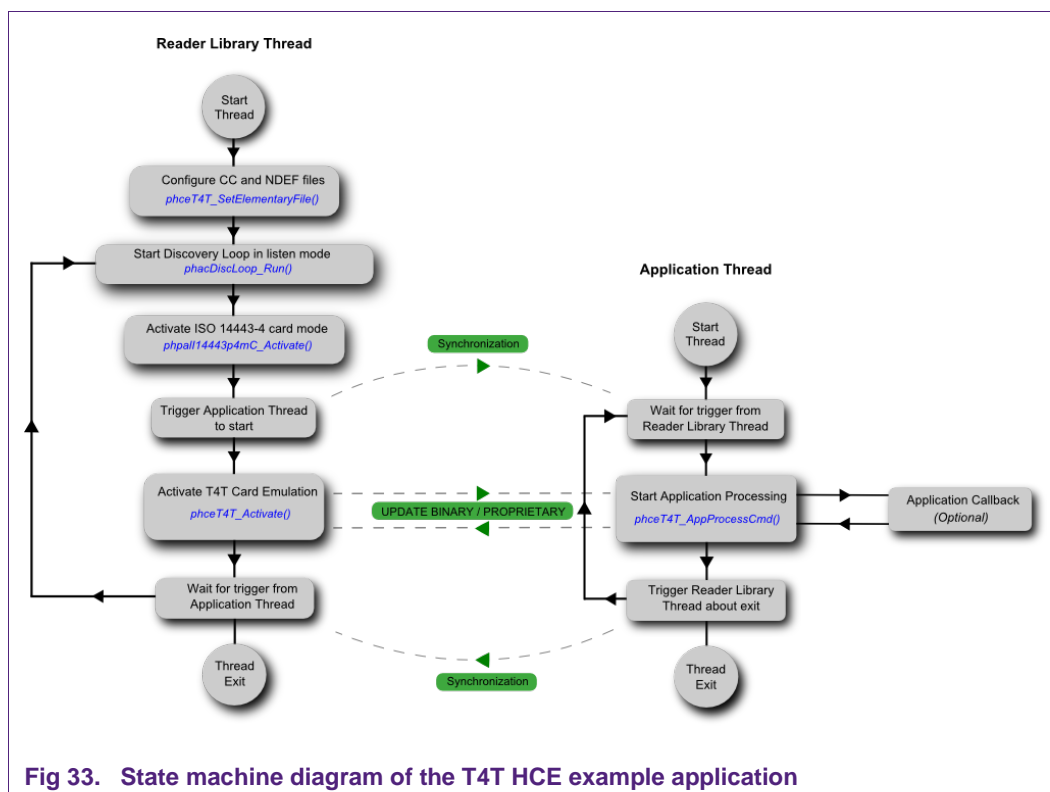 Reader Library Thread
Start
Thread
Configure CC and NDEF files
phceT4T_SetElementaryFile()
Start Discovery Loop in listen mode
phacDiscLoop_Run()
Activate ISO 14443-4 card mode
phpalI14443p4mC_Activate()
Trigger Application Thread
to start
Activate T4T Card Emulation
phceT4T_Activate()
Wait for trigger from
Application Thread
Thread
Exit
Synchronization
UPDATE BINARY / PROPRIETARY
Synchronization
Application Thread
Start
Thread
Wait for trigger from
Reader Library Thread
Start Application Processing
phceT4T_AppProcessCmd()
Application Callback
(Optional)
Trigger Reader Library
Thread about exit
Thread
Exit
Fig 33. State machine diagram of the T4T HCE example application